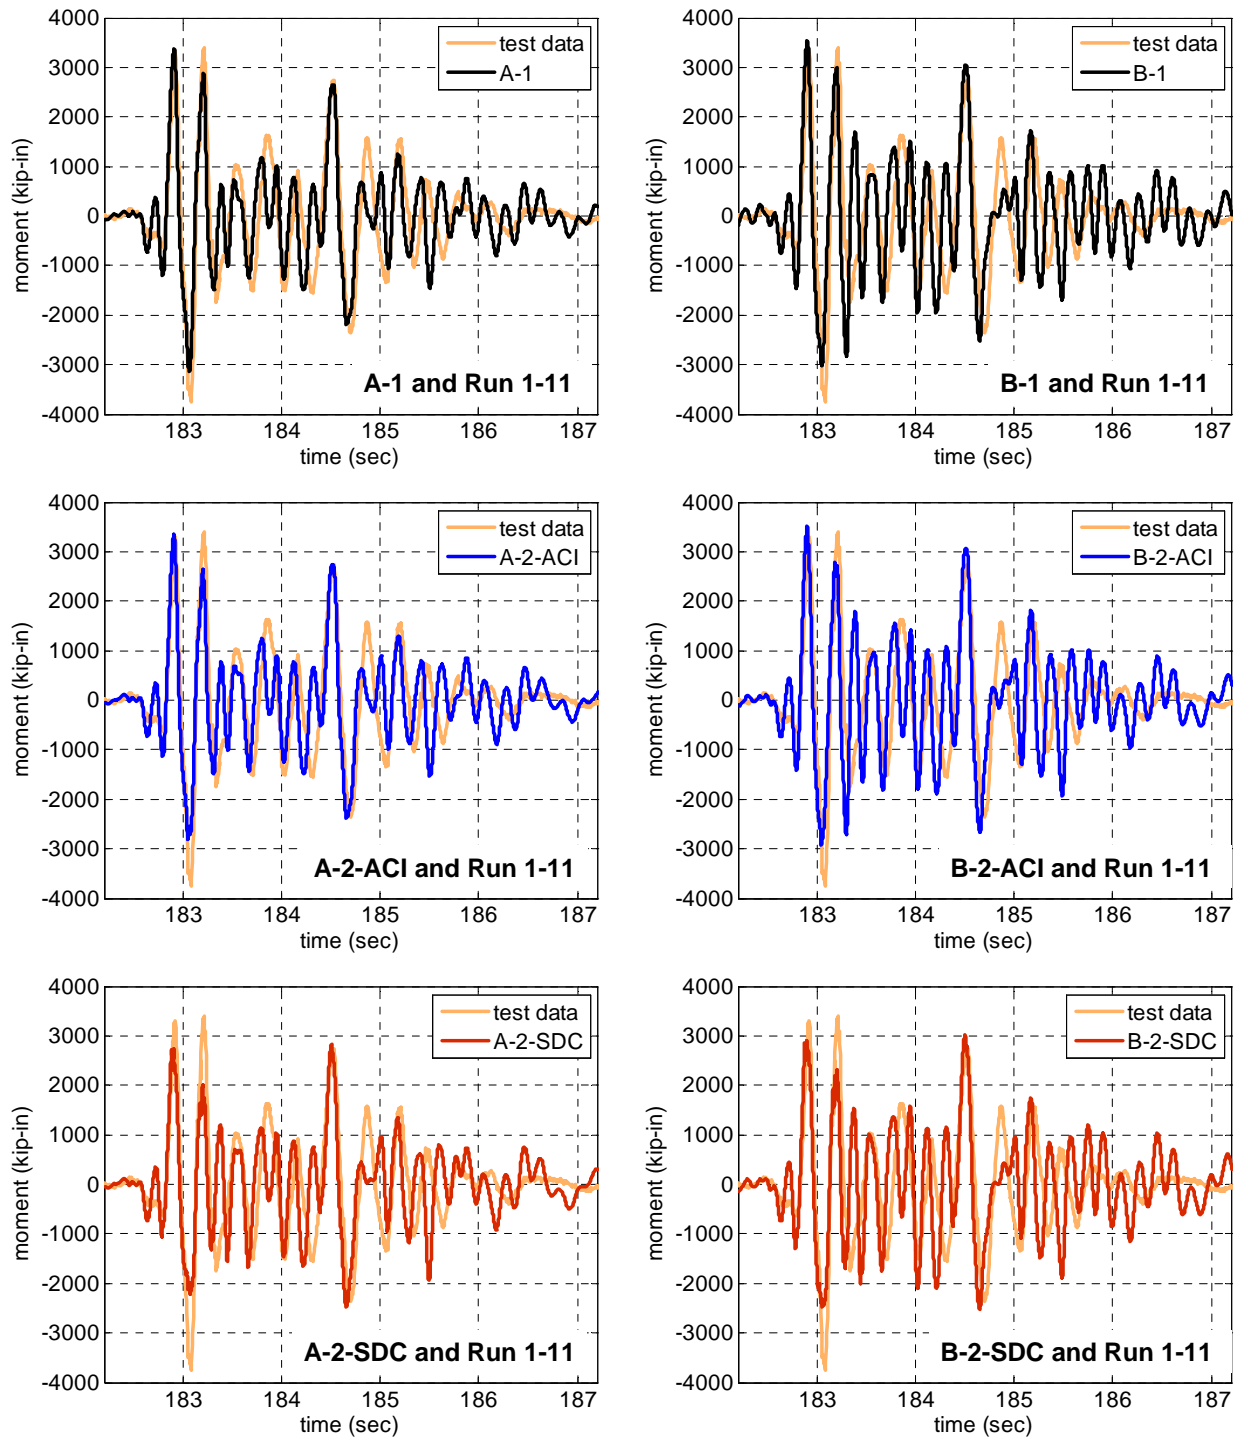 4000
3000
2000
1000
0
-1000
-2000
-3000
-4000
moment (kip-in)
test data
A-1
A-1 and Run 1-11
183 184 185 186 187
time (sec)
4000
3000
2000
1000
0
-1000
-2000
-3000
-4000
moment (kip-in)
test data
B-1
B-1 and Run 1-11
183 184 185 186 187
time (sec)
4000
3000
2000
1000
0
-1000
-2000
-3000
-4000
moment (kip-in)
test data
A-2-ACI
A-2-ACI and Run 1-11
183 184 185 186 187
time (sec)
4000
3000
2000
1000
0
-1000
-2000
-3000
-4000
moment (kip-in)
test data
B-2-ACI
B-2-ACI and Run 1-11
183 184 185 186 187
time (sec)
4000
3000
2000
1000
0
-1000
-2000
-3000
-4000
moment (kip-in)
test data
A-2-SDC
A-2-SDC and Run 1-11
183 184 185 186 187
time (sec)
4000
3000
2000
1000
0
-1000
-2000
-3000
-4000
moment (kip-in)
test data
B-2-SDC
B-2-SDC and Run 1-11
183 184 185 186 187
time (sec)